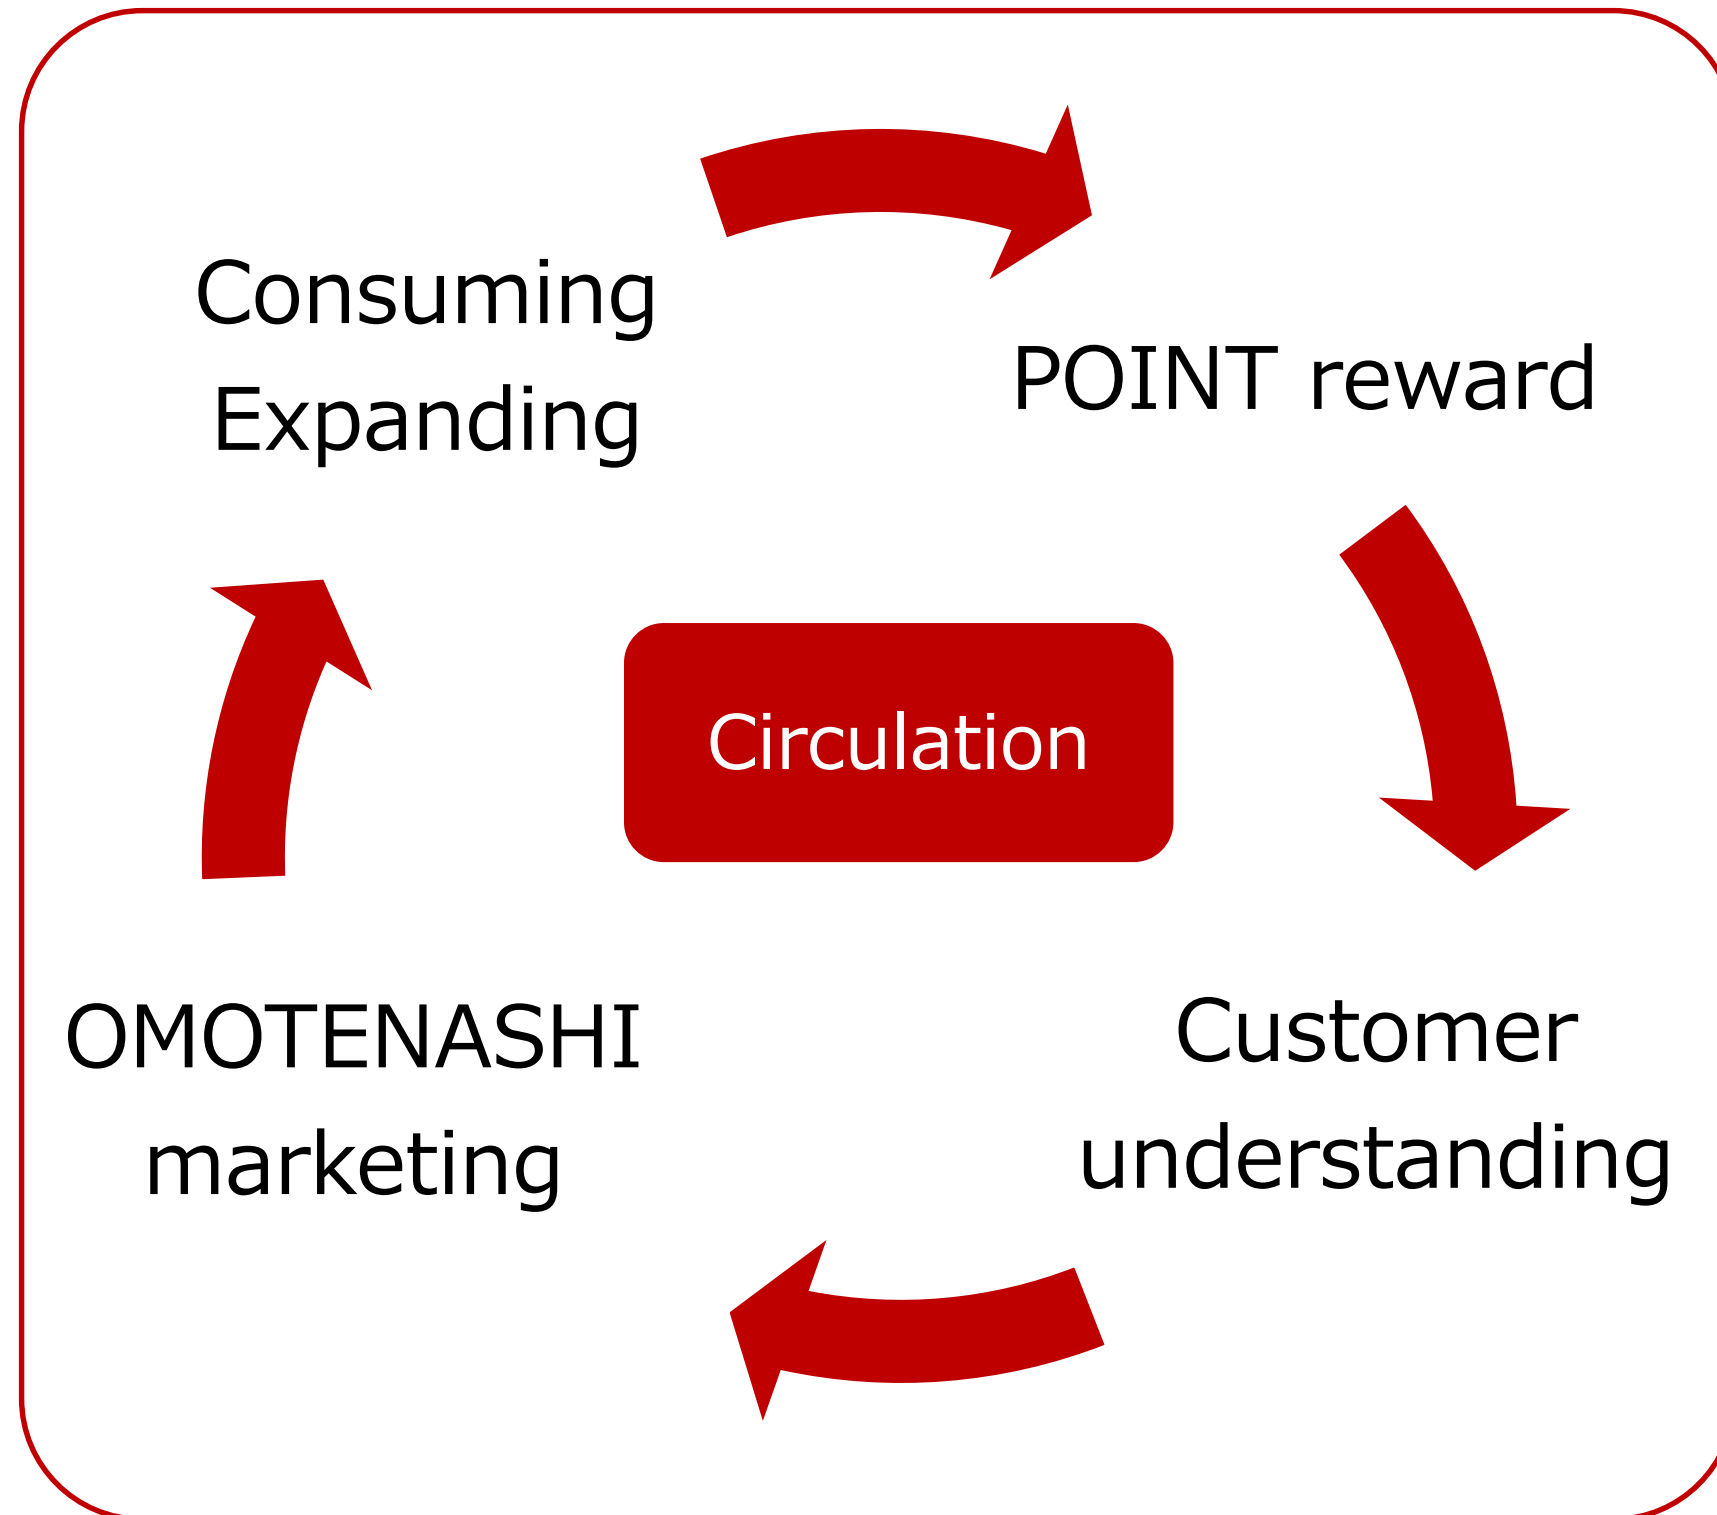 Consuming
Expanding
POINT reward
Circulation
OMOTENASHI
marketing
Customer
understanding